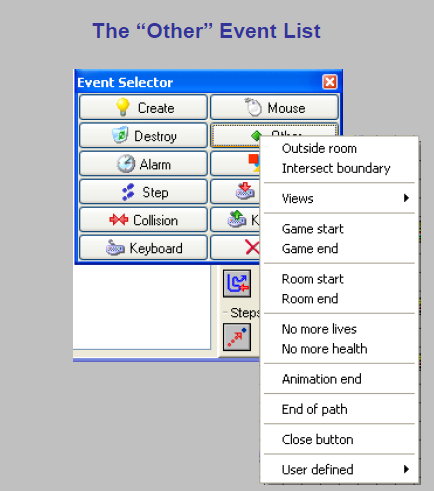 The “Other” Event List
Event Selector
Create
Mouse
Destroy
Other
Alarm
Step
Collision
K
Keyboard
Outside room
Intersect boundary
Views
Game start
Game end
Room start
Room end
No more lives
No more health
Animation end
End of path
Close button
User defined
Steps